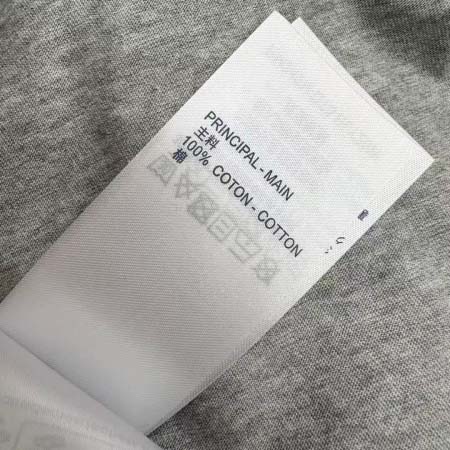 PRINCIPAL - MAIN
主料
100% COTON - COTTON
棉